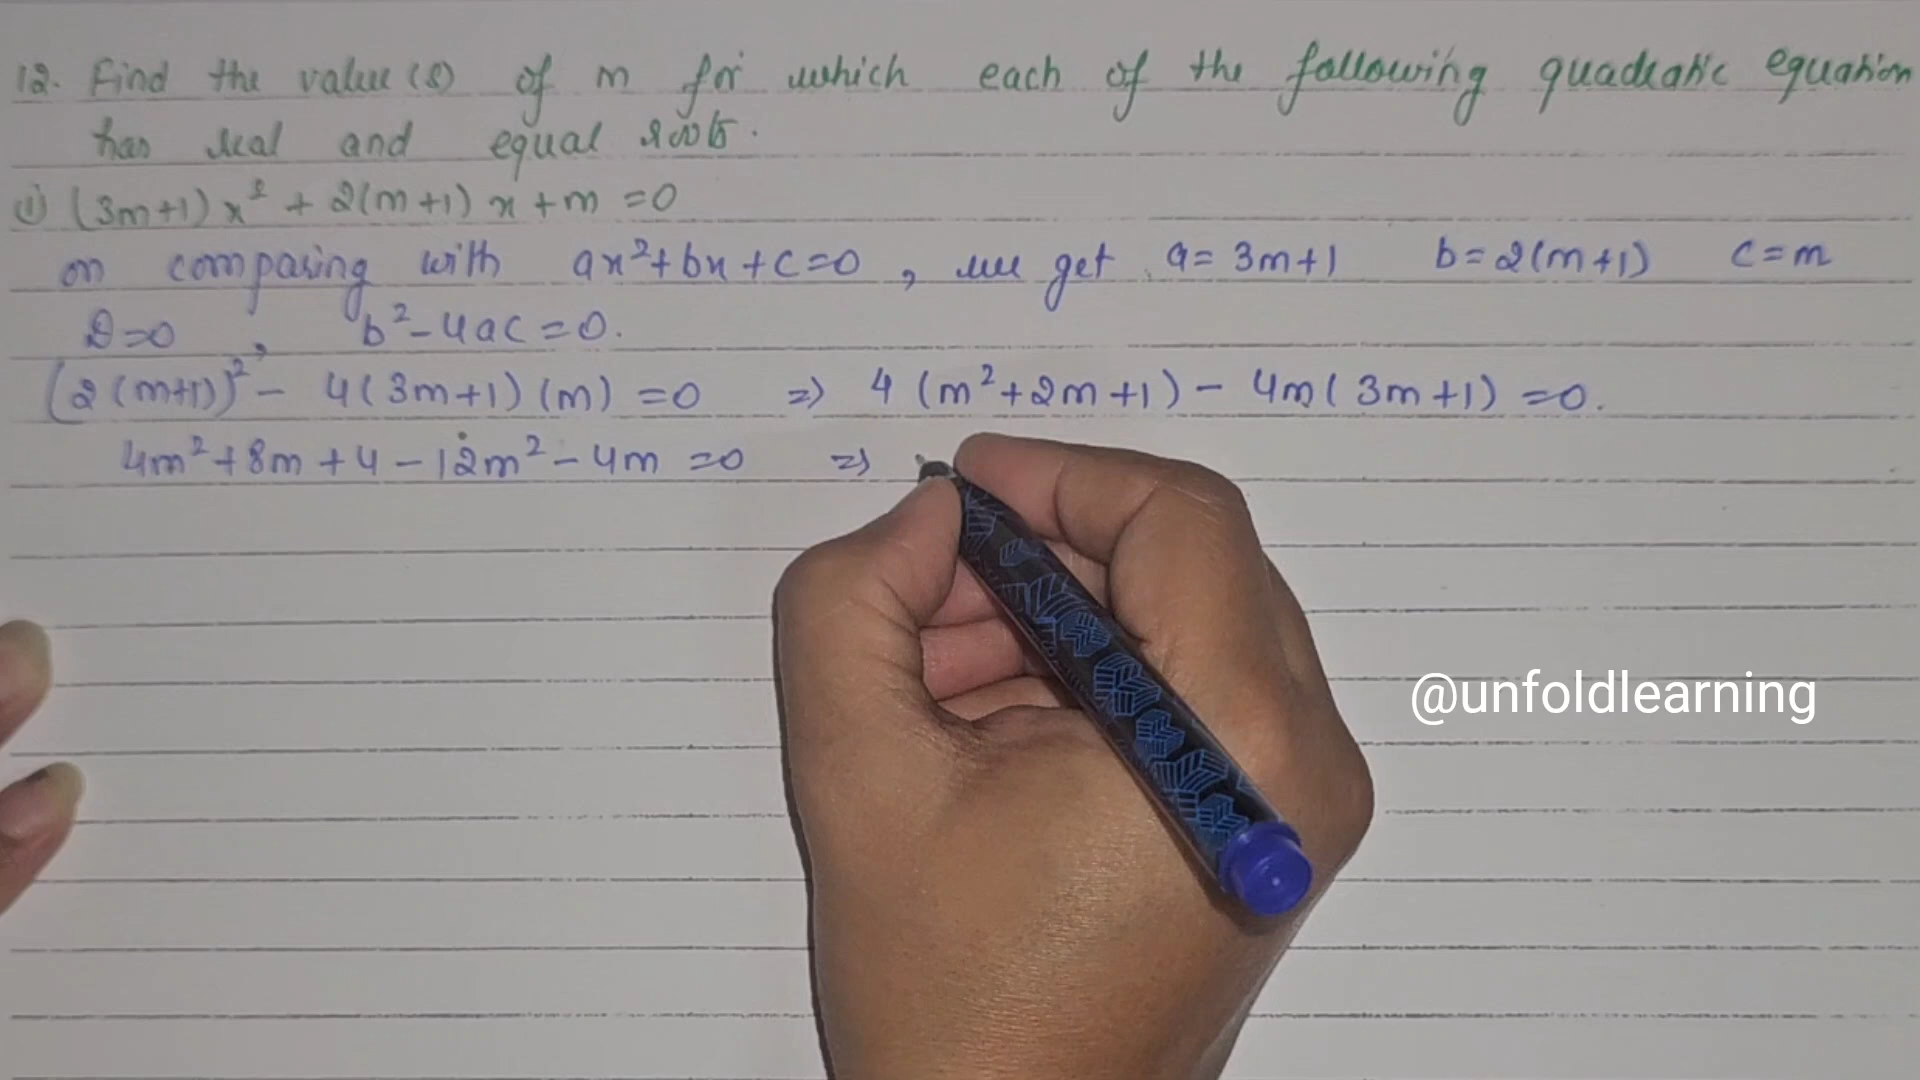 12. Find the value(s) of m for which each of the following quadratic equation
has real and equal roots.
(i) (3m+1)x² + 2(m+1)x + m = 0
on comparing with ax²+bx+c=0, we get a = 3m+1 b = 2(m+1) c = m
D=0, b²-4ac=0.
(2(m+1))² - 4(3m+1)(m) = 0 => 4(m²+2m+1) - 4m(3m+1) = 0.
4m²+8m+4-12m²-4m=0 =>
@unfoldlearning